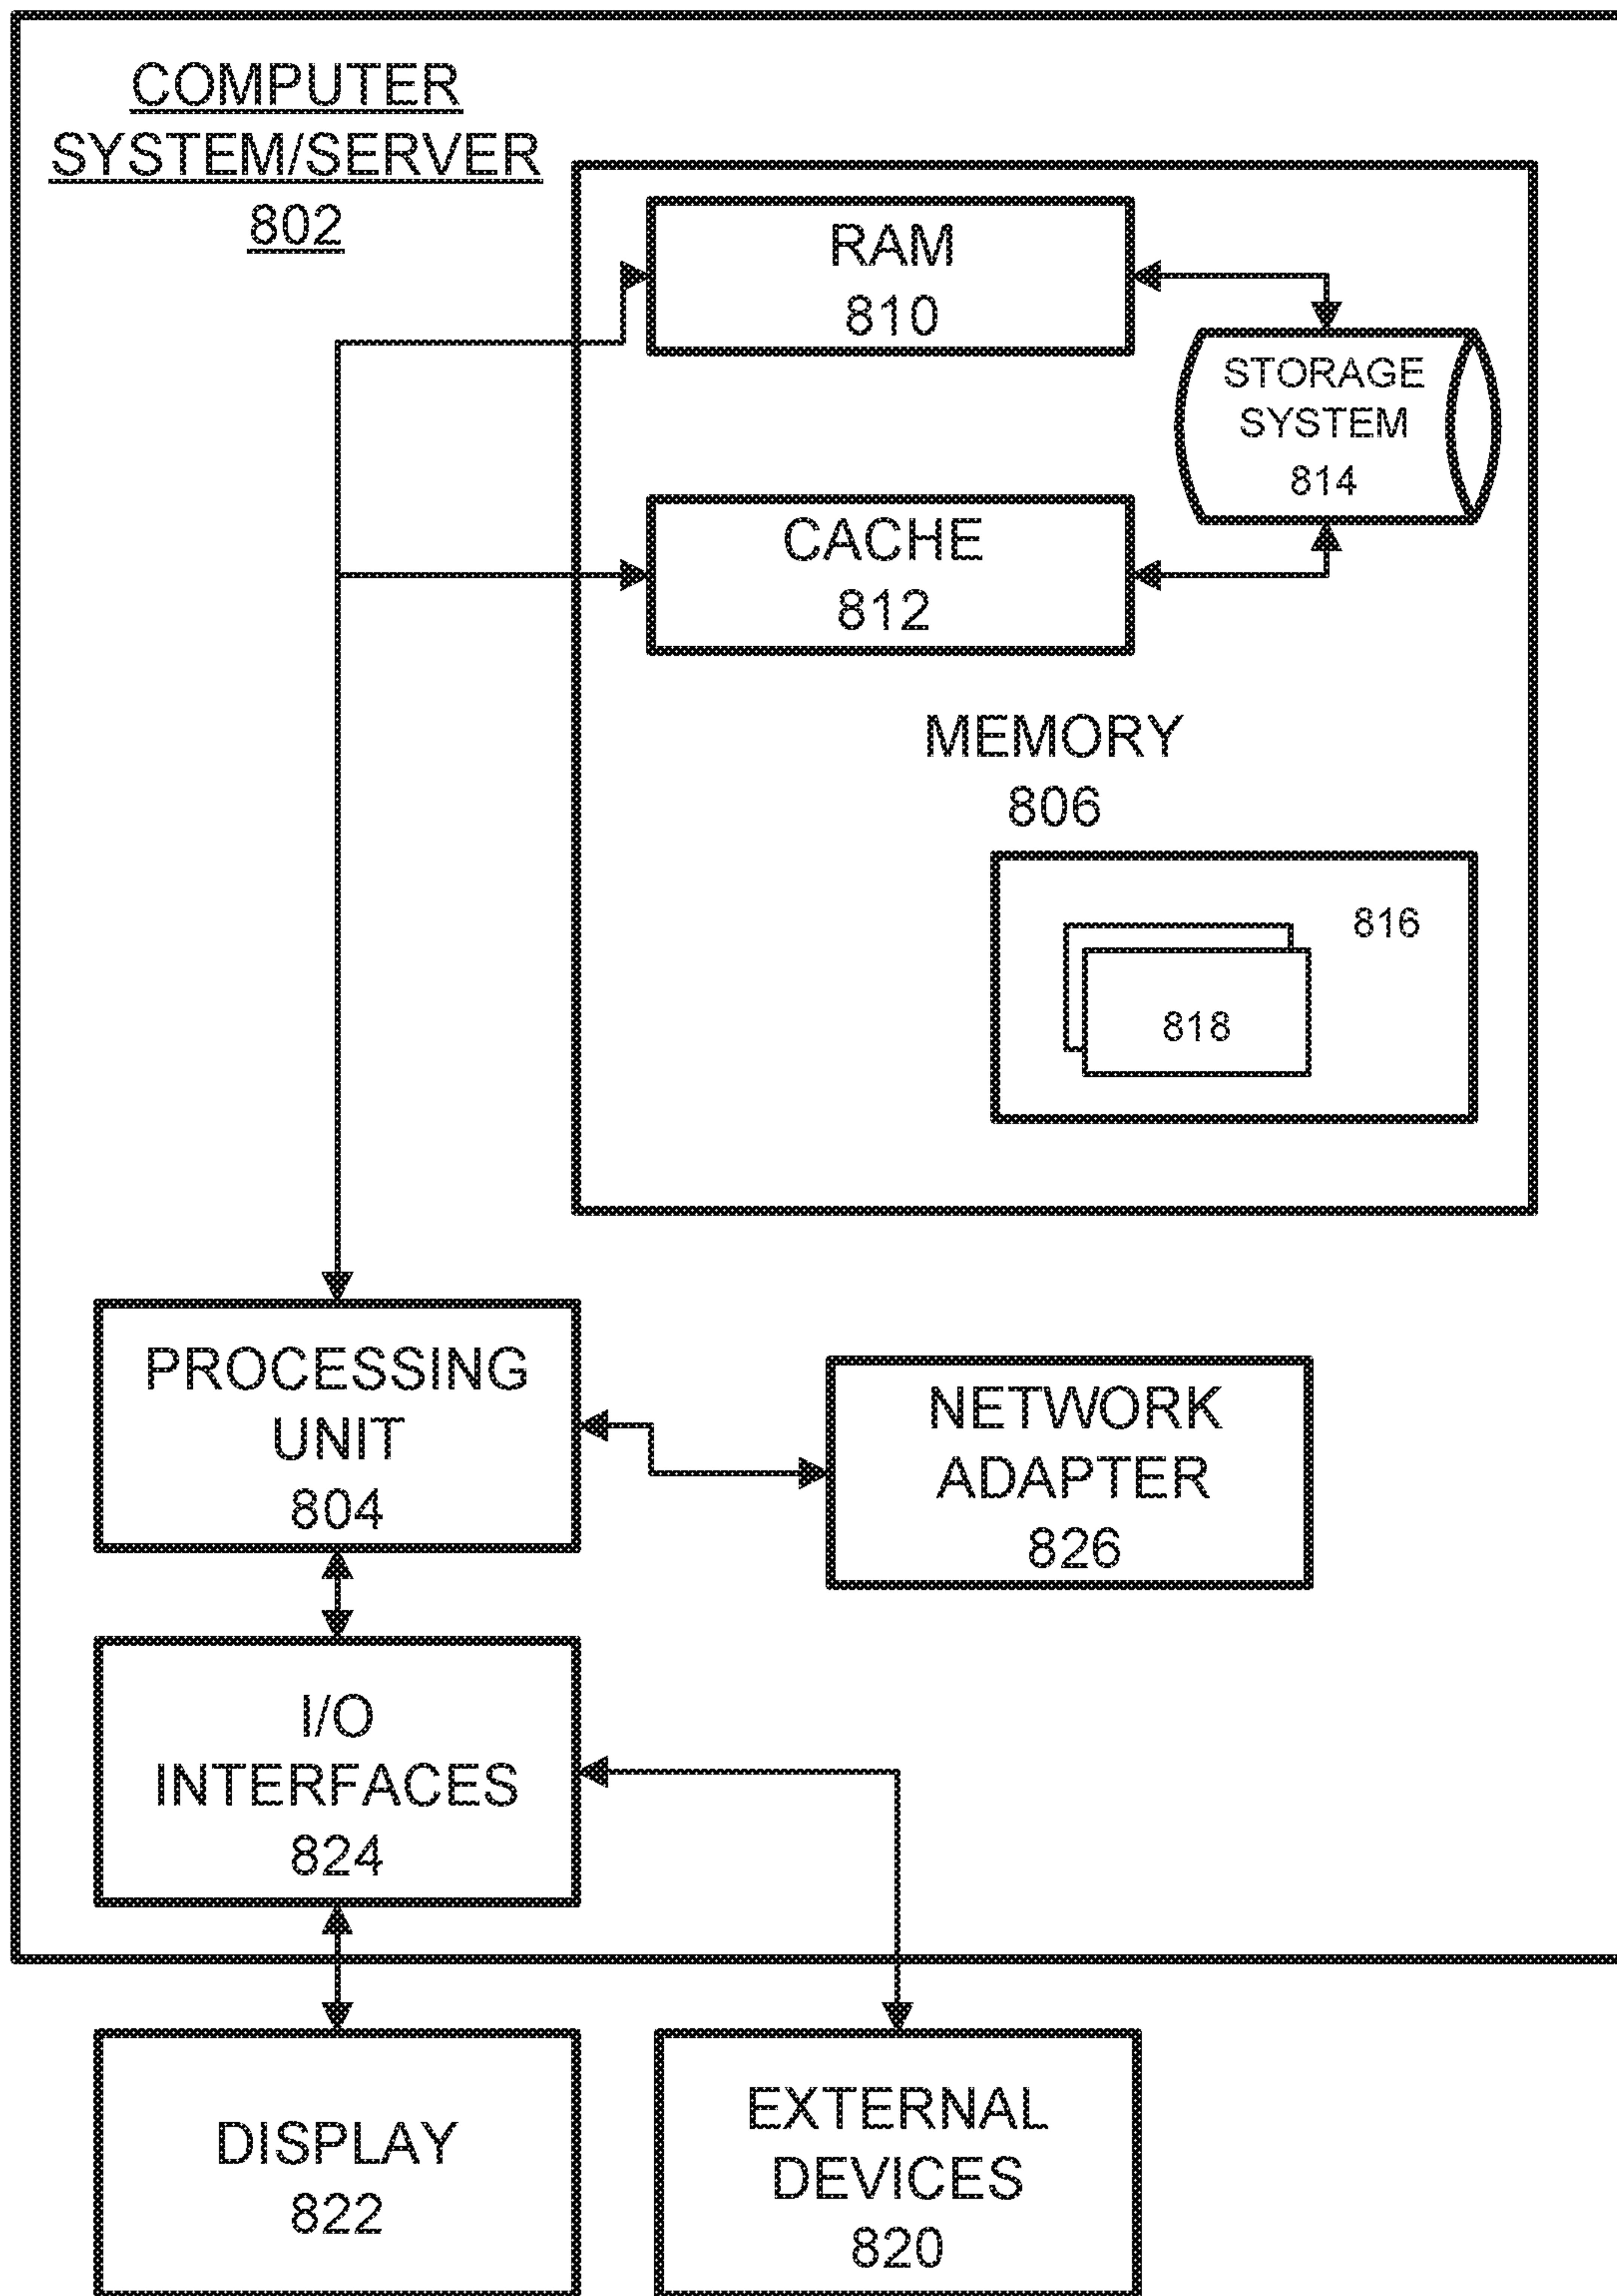 COMPUTER
SYSTEM/SERVER
802
RAM
810
STORAGE
SYSTEM
814
CACHE
812
MEMORY
806
816
818
PROCESSING
UNIT
804
NETWORK
ADAPTER
826
I/O
INTERFACES
824
DISPLAY
822
EXTERNAL
DEVICES
820